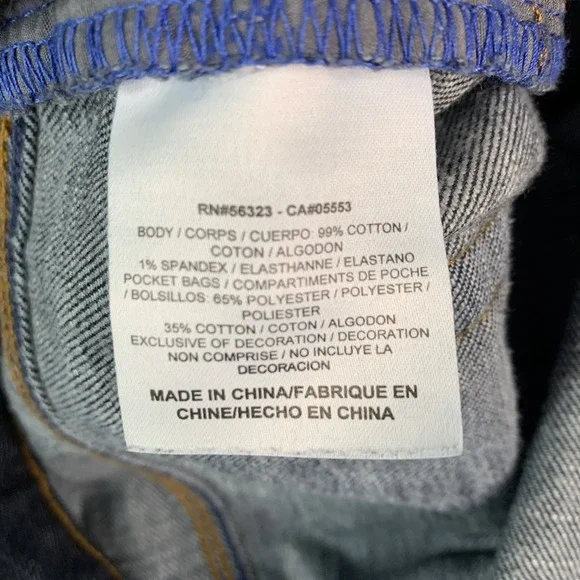 RN#56323 - CA#05553
BODY / CORPS / CUERPO: 99% COTTON /
COTON / ALGODON
1% SPANDEX / ELASTHANNE / ELASTANO
POCKET BAGS / COMPARTIMENTS DE POCHE
/ BOLSILLOS: 65% POLYESTER / POLYESTER /
POLIESTER
35% COTTON / COTON / ALGODON
EXCLUSIVE OF DECORATION / DECORATION
NON COMPRISE / NO INCLUYE LA
DECORACION
MADE IN CHINA/FABRIQUE EN
CHINE/HECHO EN CHINA